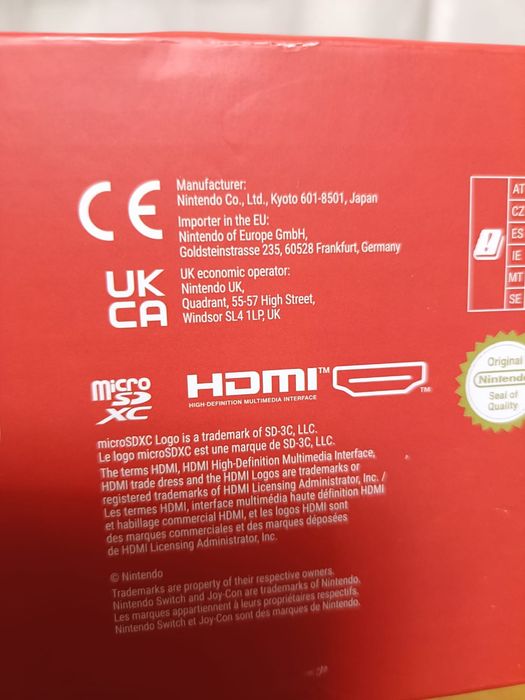 CE
Manufacturer:
Nintendo Co., Ltd., Kyoto 601-8501, Japan
Importer in the EU:
Nintendo of Europe GmbH,
Goldsteinstrasse 235, 60528 Frankfurt, Germany
UK
CA
UK economic operator:
Nintendo UK,
Quadrant, 55-57 High Street,
Windsor SL4 1LP, UK
AT
CZ
ES
IE
MT
SE
Original
Nintendo
Seal of
Quality
micro
SD
XC
HDMI™
HIGH-DEFINITION MULTIMEDIA INTERFACE
TM
microSDXC Logo is a trademark of SD-3C, LLC.
Le logo microSDXC est une marque de SD-3C, LLC.
The terms HDMI, HDMI High-Definition Multimedia Interface,
HDMI trade dress and the HDMI Logos are trademarks or
registered trademarks of HDMI Licensing Administrator, Inc. /
Les termes HDMI, interface multimédia haute définition HDMI
et habillage commercial HDMI, et les logos HDMI sont
des marques commerciales et des marques déposées
de HDMI Licensing Administrator, Inc.
© Nintendo
Trademarks are property of their respective owners.
Nintendo Switch and Joy-Con are trademarks of Nintendo.
Les marques appartiennent à leurs propriétaires respectifs.
Nintendo Switch et Joy-Con sont des marques de Nintendo.